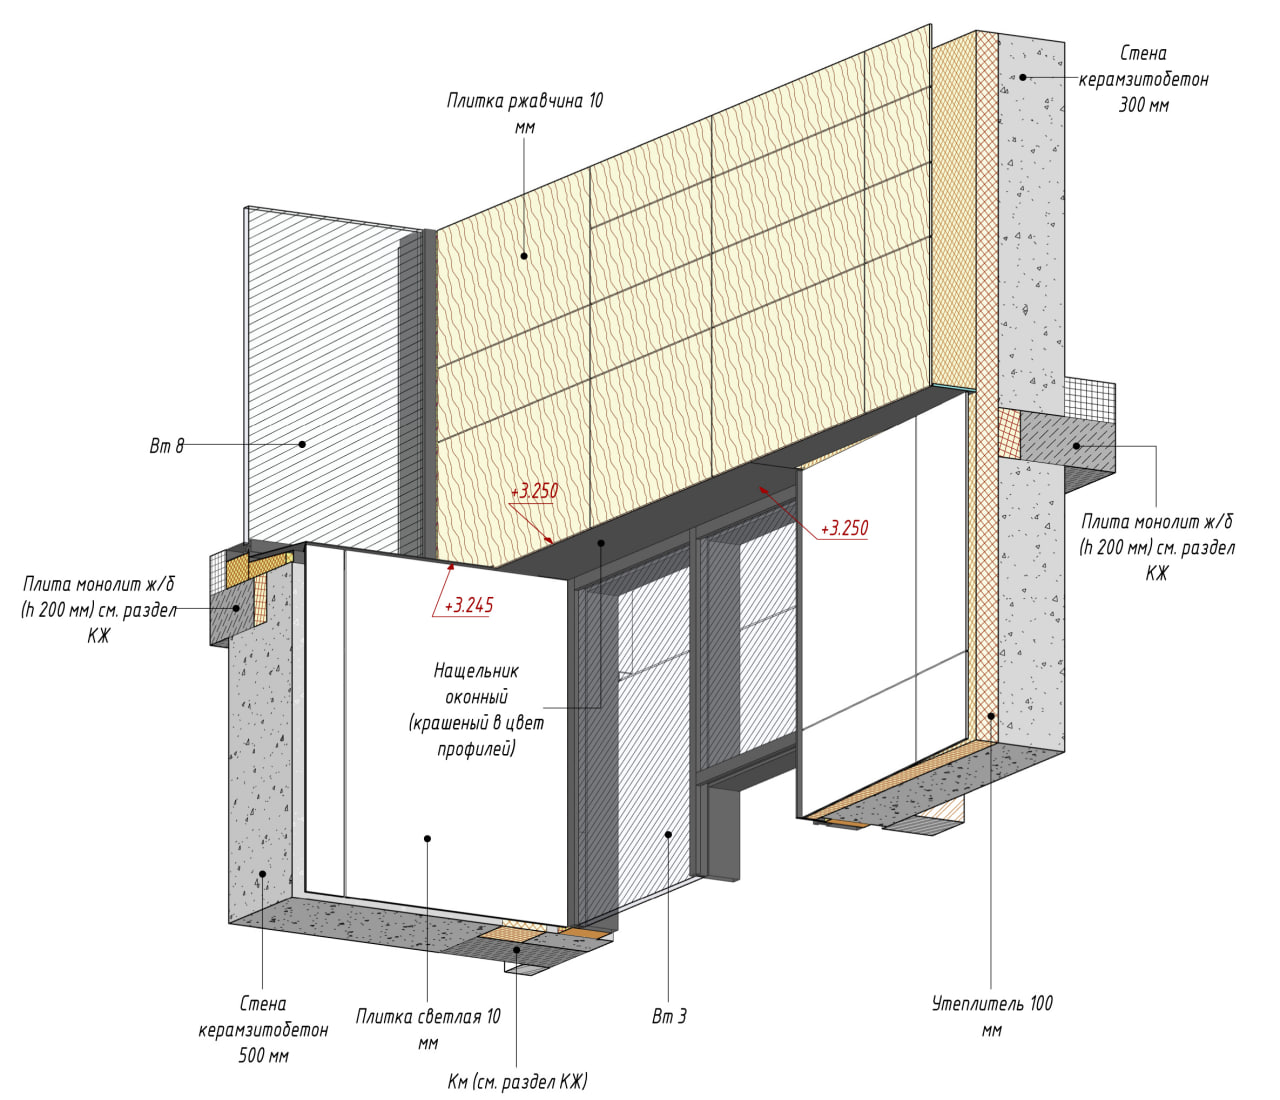 Стена
керамзитобетон
300 мм
Плитка ржавчина 10
мм
Вт 8
+3.250
+3.250
Плита монолит ж/б
(h 200 мм) см. раздел
КЖ
Плита монолит ж/б
(h 200 мм) см. раздел
КЖ
+3.245
Нащельник
оконный
(крашеный в цвет
профилей)
Стена
керамзитобетон
500 мм
Плитка светлая 10
мм
Вт 3
Утеплитель 100
мм
Км (см. раздел КЖ)